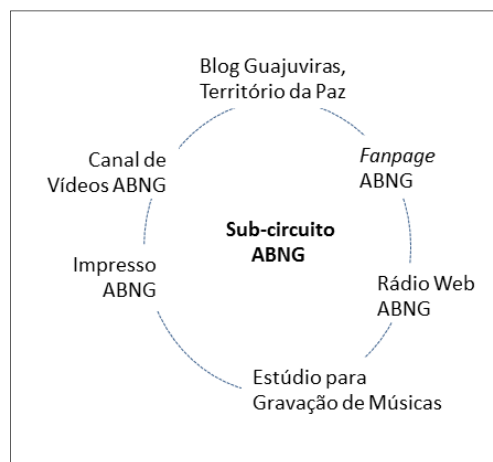 Blog Guajuviras,
Território da Paz
Canal de
Vídeos ABNG
Fanpage
ABNG
Sub-circuito
ABNG
Impresso
ABNG
Rádio Web
ABNG
Estúdio para
Gravação de Músicas